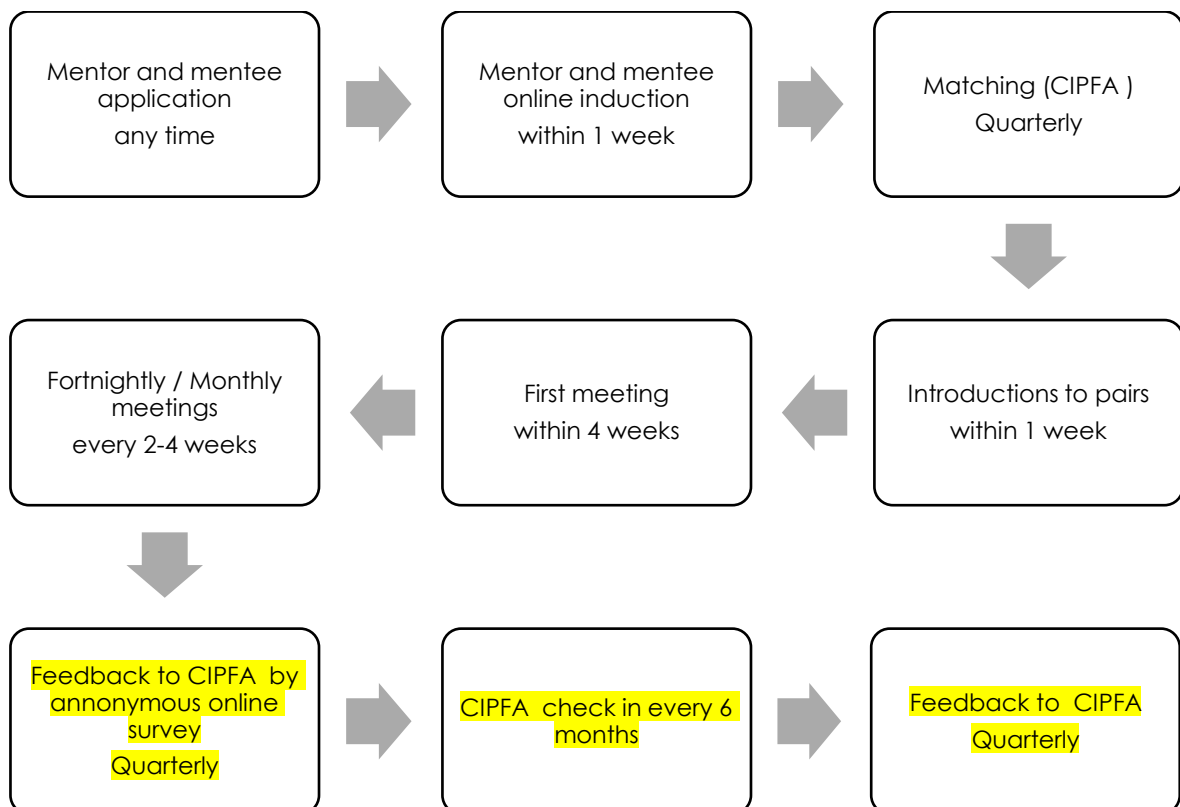 Mentor and mentee
application
any time
Mentor and mentee
online induction
within 1 week
Matching (CIPFA )
Quarterly
Introductions to pairs
within 1 week
First meeting
within 4 weeks
Fortnightly / Monthly
meetings
every 2-4 weeks
Feedback to CIPFA  by
annonymous online
survey
Quarterly
CIPFA  check in every 6
months
Feedback to  CIPFA
Quarterly